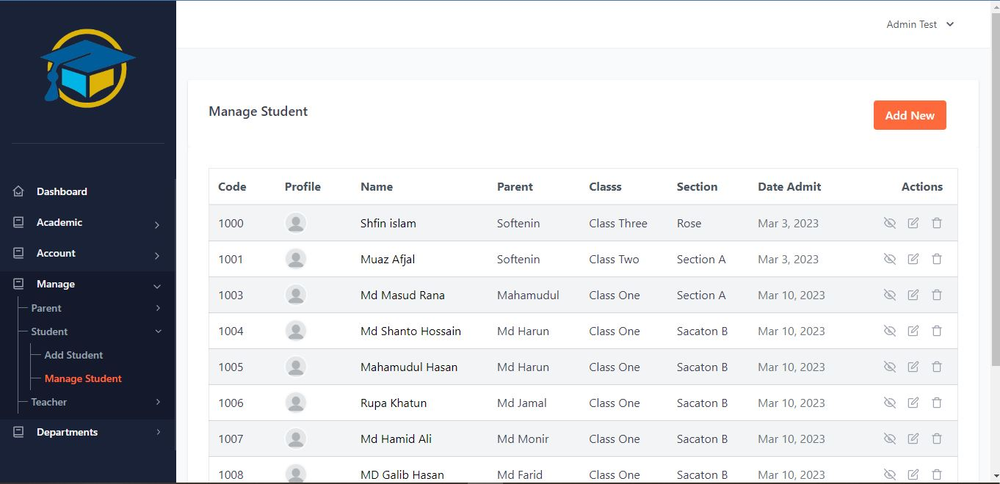 Admin Test
Manage Student
Add New
Dashboard
Academic
Account
Manage
Parent
Student
Add Student
Manage Student
Teacher
Departments
Code Profile Name Parent Classs Section Date Admit Actions
1000 Shfin islam Softenin Class Three Rose Mar 3, 2023
1001 Muaz Afjal Softenin Class Two Section A Mar 3, 2023
1003 Md Masud Rana Mahamudul Class One Section A Mar 10, 2023
1004 Md Shanto Hossain Md Harun Class One Sacaton B Mar 10, 2023
1005 Mahamudul Hasan Md Harun Class One Sacaton B Mar 10, 2023
1006 Rupa Khatun Md Jamal Class One Sacaton B Mar 10, 2023
1007 Md Hamid Ali Md Monir Class One Sacaton B Mar 10, 2023
1008 MD Galib Hasan Md Farid Class One Sacaton B Mar 10, 2023